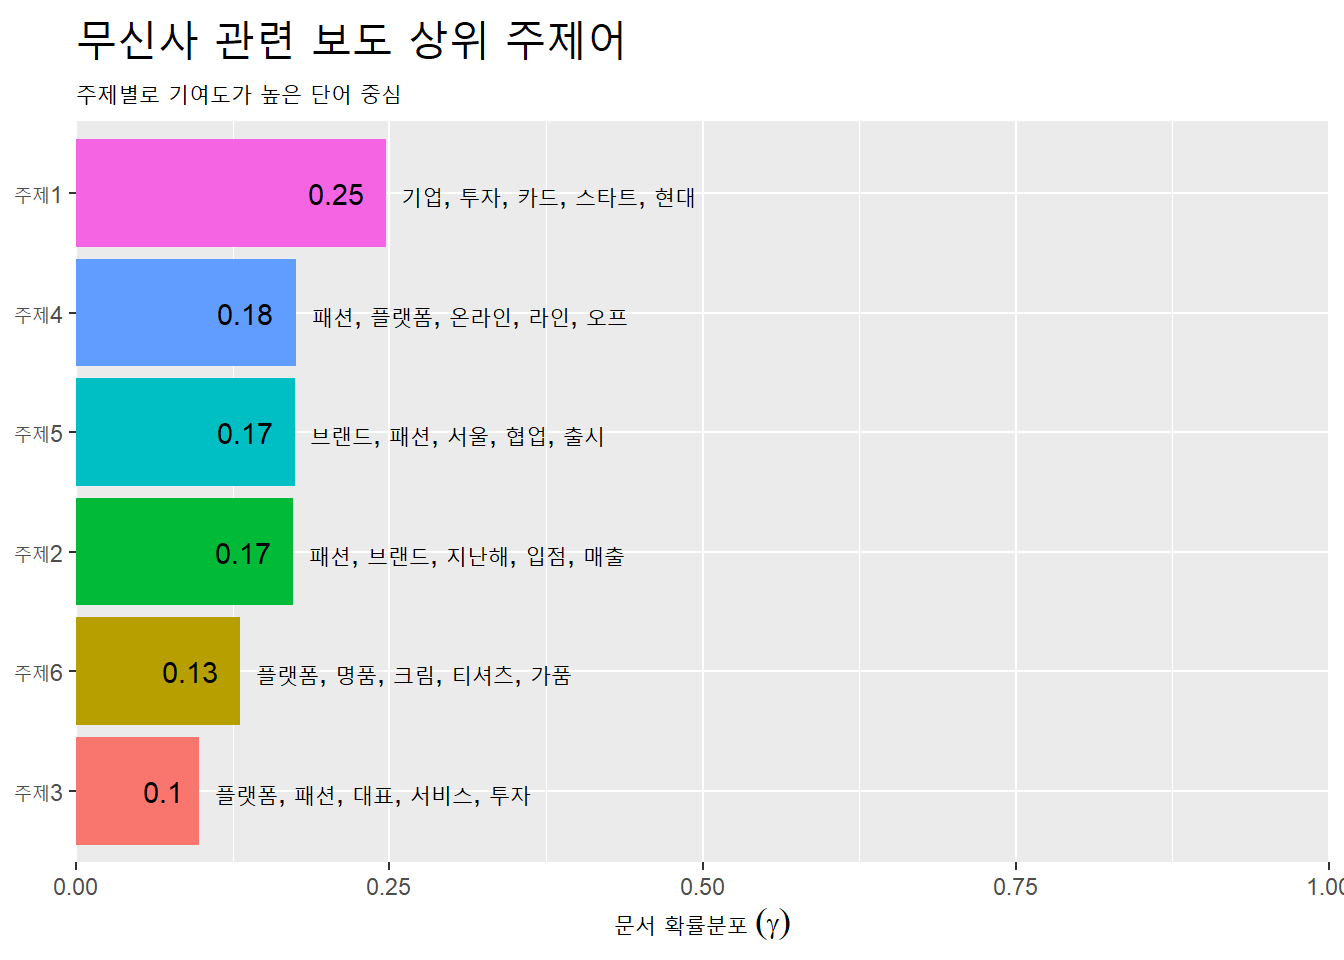 무신사 관련 보도 상위 주제어
주제별로 기여도가 높은 단어 중심
주제1 0.25 기업, 투자, 카드, 스타트, 현대
주제4 0.18 패션, 플랫폼, 온라인, 라인, 오프
주제5 0.17 브랜드, 패션, 서울, 협업, 출시
주제2 0.17 패션, 브랜드, 지난해, 입점, 매출
주제6 0.13 플랫폼, 명품, 크림, 티셔츠, 가품
주제3 0.1 플랫폼, 패션, 대표, 서비스, 투자
0.00 0.25 0.50 0.75 1.00
문서 확률분포 (γ)